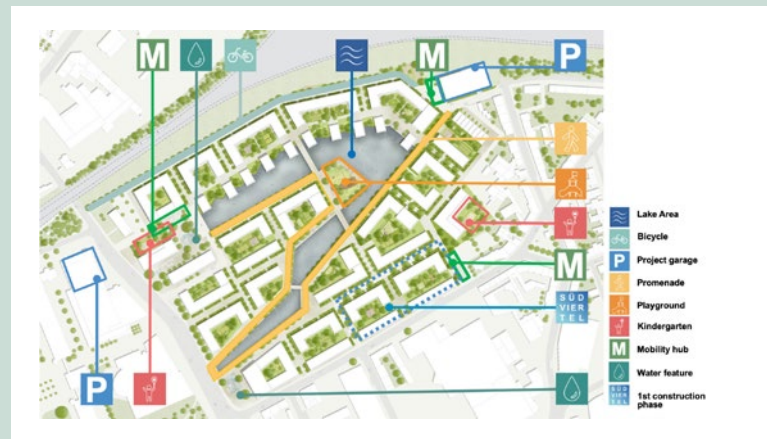 M
M
P
M
SÜD
VIER
TEL
P
Lake Area
Bicycle
P
Project garage
Promenade
Playground
Kindergarten
M
Mobility hub
Water feature
SÜD
VIER
TEL
1st construction
phase